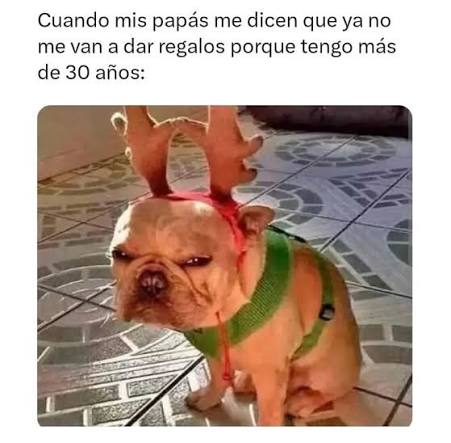 Cuando mis papás me dicen que ya no
me van a dar regalos porque tengo más
de 30 años: